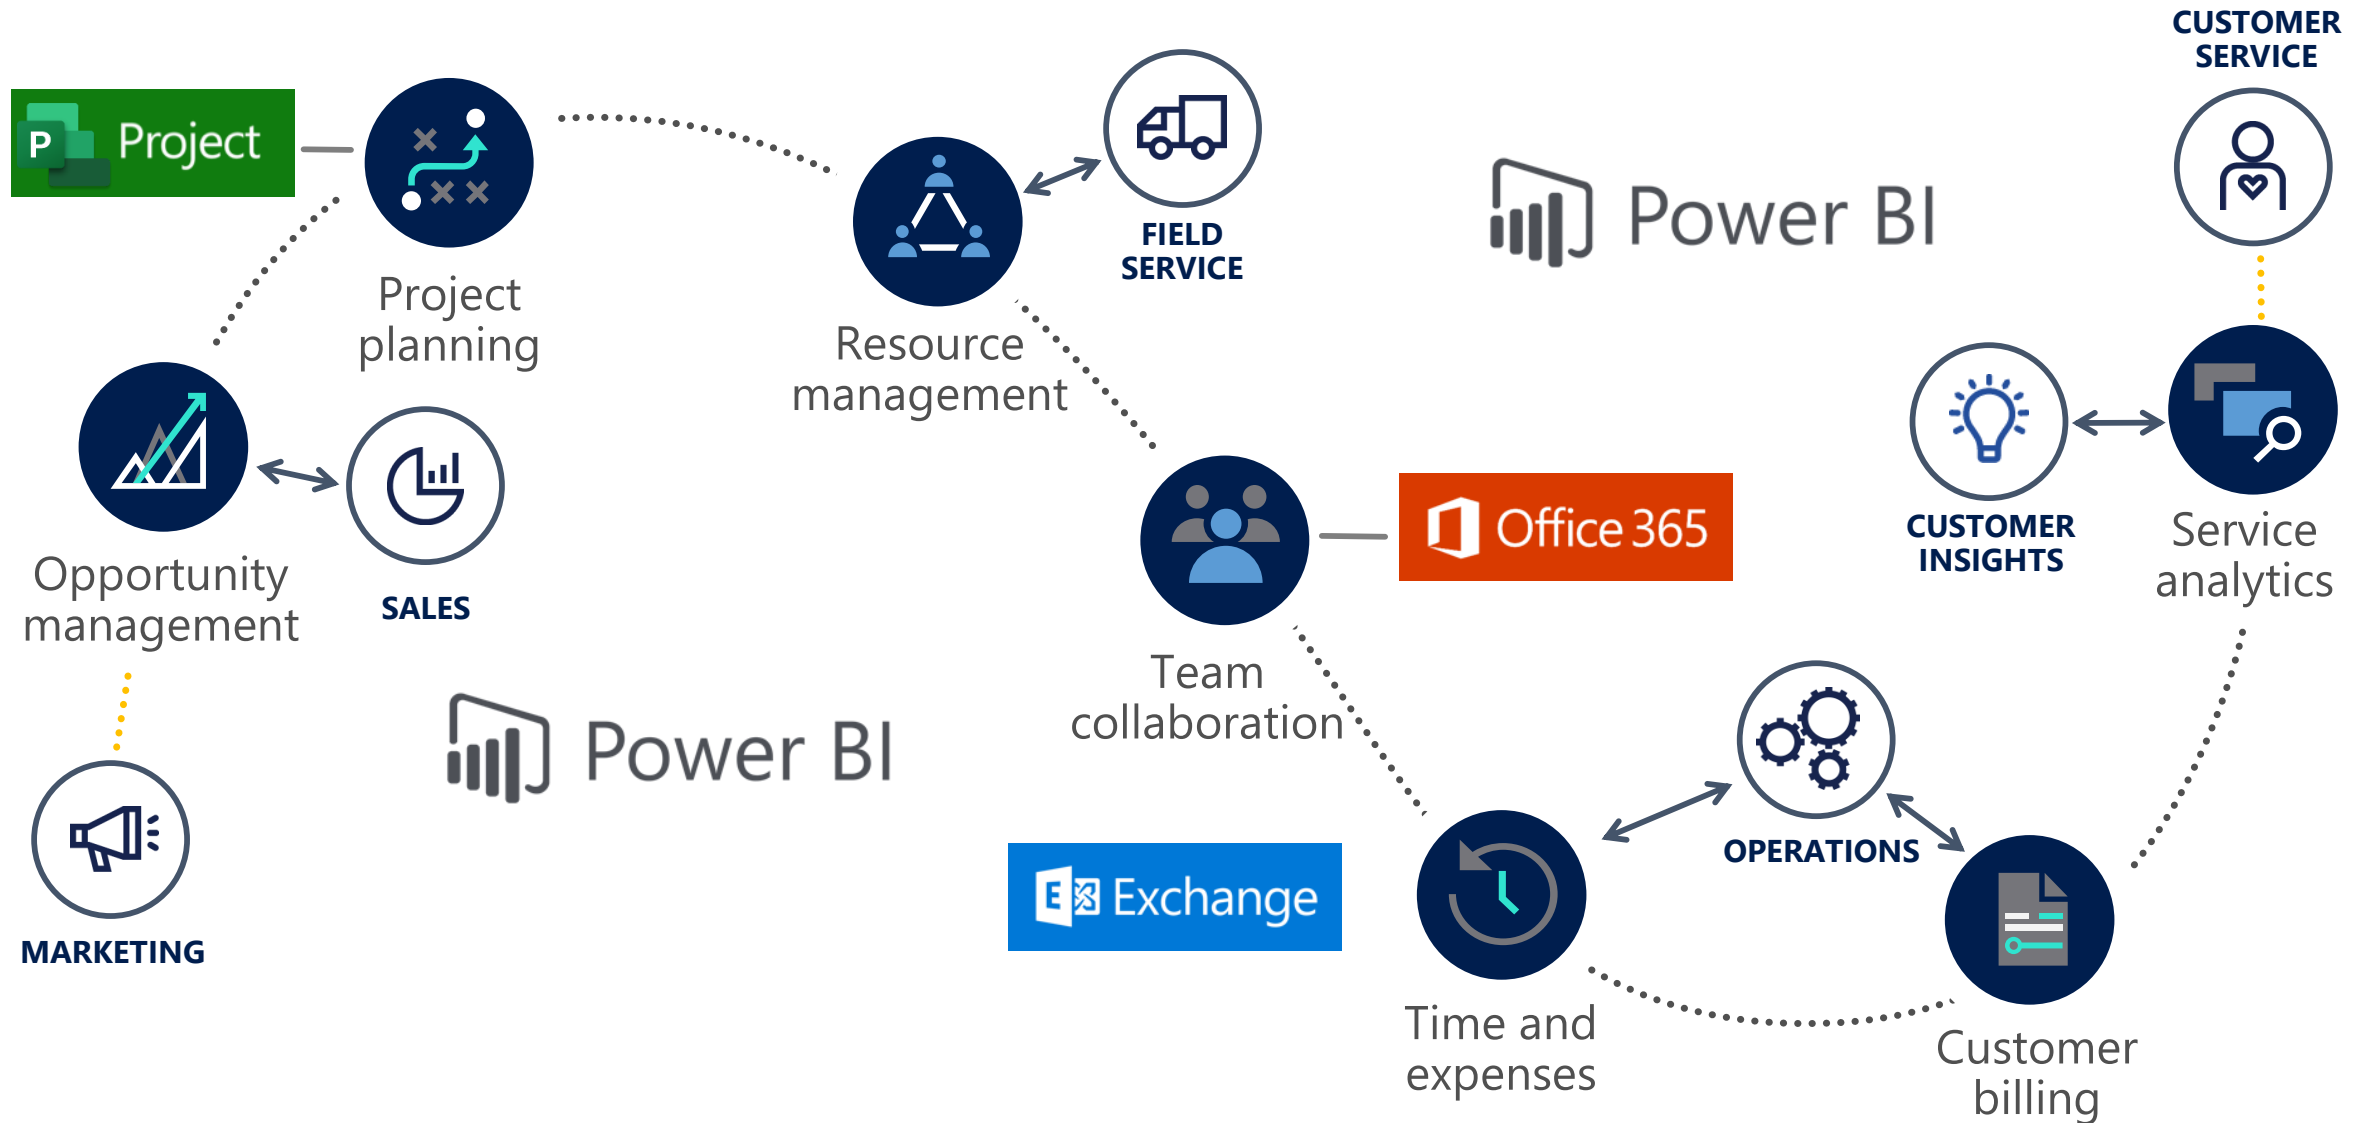 CUSTOMER
SERVICE
P Project
Project
planning
FIELD
SERVICE
Resource
management
Power BI
CUSTOMER
INSIGHTS
Service
analytics
Opportunity
management
SALES
Office 365
Team
collaboration
Power BI
MARKETING
E Exchange
OPERATIONS
Time and
expenses
Customer
billing